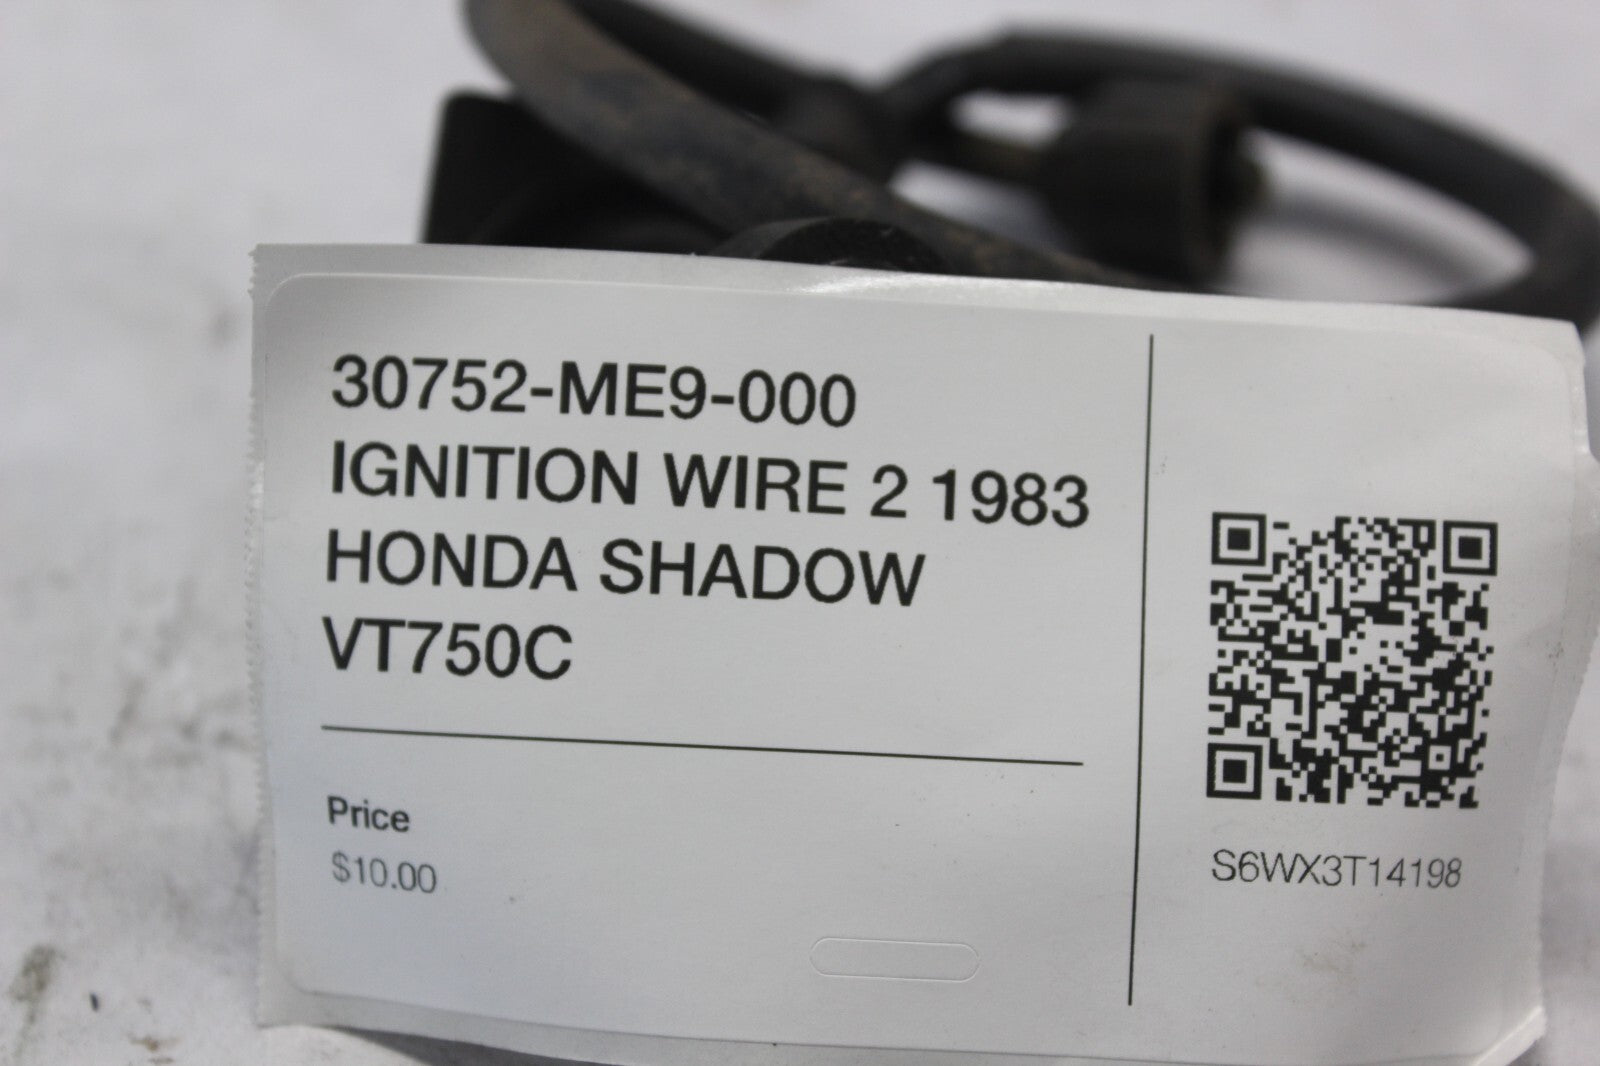 30752-ME9-000
IGNITION WIRE 2 1983
HONDA SHADOW
VT750C
Price
$10.00
S6WX3T14198